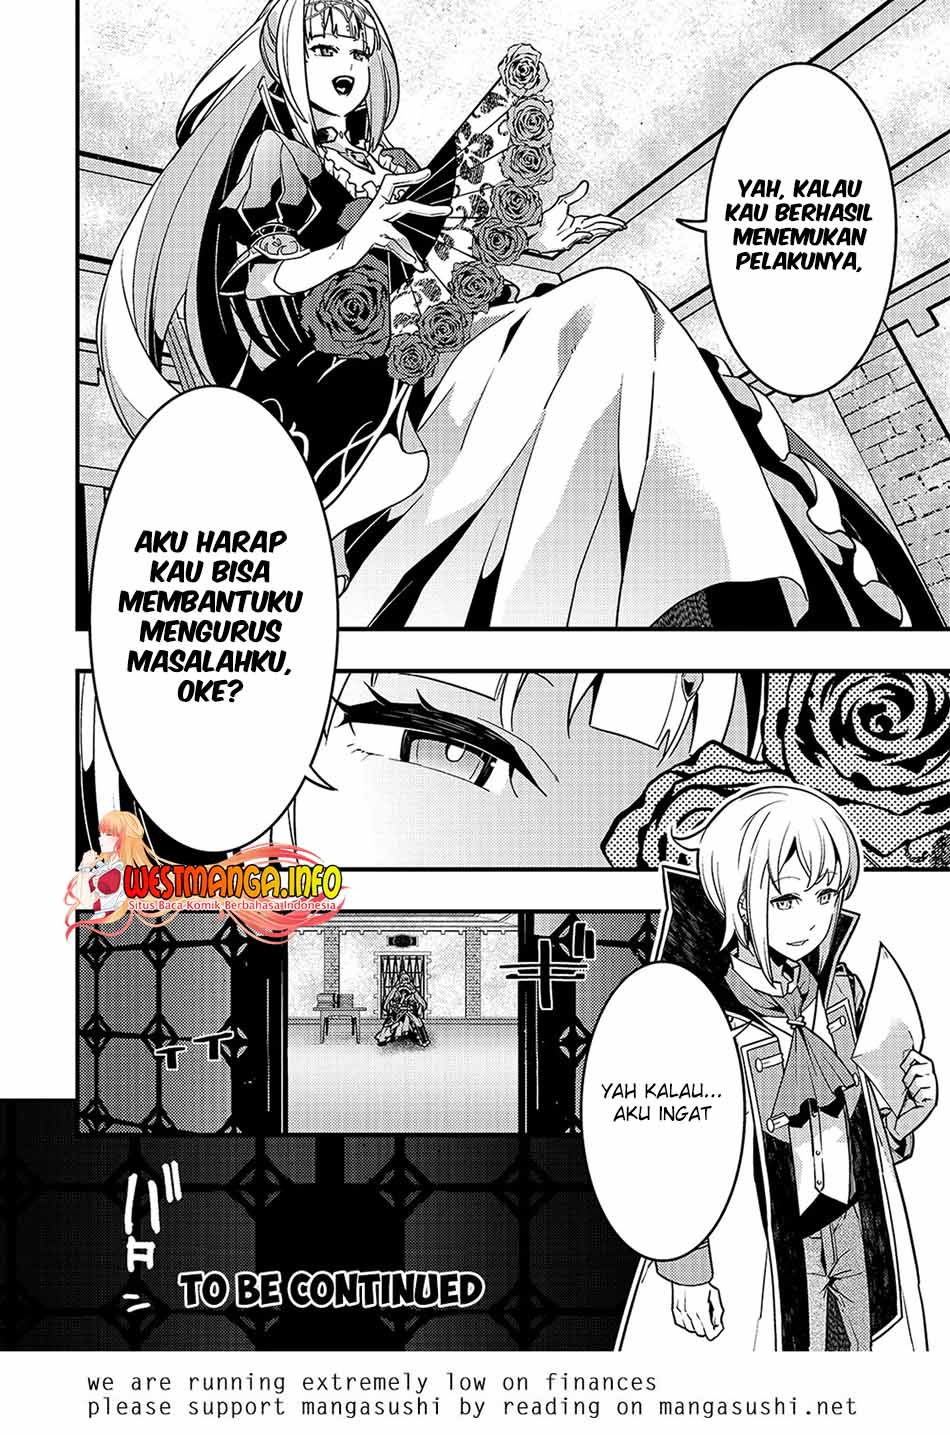 YAH, KALAU
KAU BERHASIL
MENEMUKAN
PELAKUNYA,
AKU HARAP
KAU BISA
MEMBANTUKU
MENGURUS
MASALAHKU,
OKE?
WESTMANGA.INFO
Situs Baca Komik Berbahasa Indonesia
ギギ
YAH KALAU...
AKU INGAT
バタン
TO BE CONTINUED
we are running extremely low on finances
please support mangasushi by reading on mangasushi.net